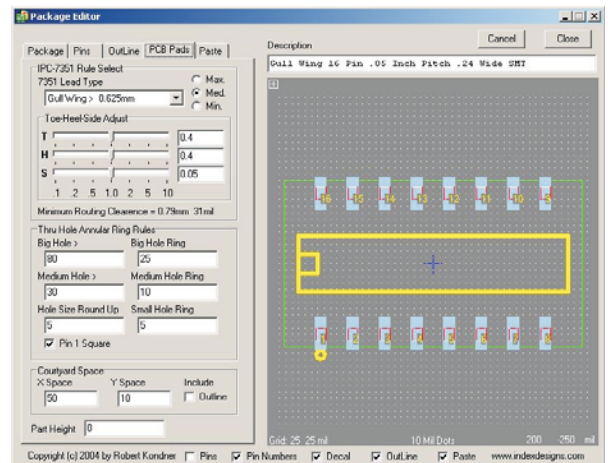 Package Editor
Package Pins OutLine PCB Pads Paste
IPC-7351 Rule Select
7351 Lead Type
Gull Wing > 0.625mm
Max.
Med.
Min.
Toe-Heel-Side Adjust
T 0.4
H 0.4
S 0.05
.1 .2 .5 1.0 2 5 10
Minimum Routing Clearence = 0.79mm 31mil
Thru Hole Annular Ring Rules
Big Hole > Big Hole Ring
80 25
Medium Hole > Medium Hole Ring
30 10
Hole Size Round Up Small Hole Ring
5 5
Pin 1 Square
Courtyard Space
X Space Y Space Include
50 10 Outline
Part Height 0
Description Cancel Close
Gull Wing 16 Pin .05 Inch Pitch .24 Wide SMT
16 15 14 13 12 11 10 9
1 2 3 4 5 6 7 8
Grid: 25 25 mil 10 Mil Dots 200 -250 mil
Copyright (c) 2004 by Robert Kondner Pins Pin Numbers Decal OutLine Paste www.indexdesigns.com